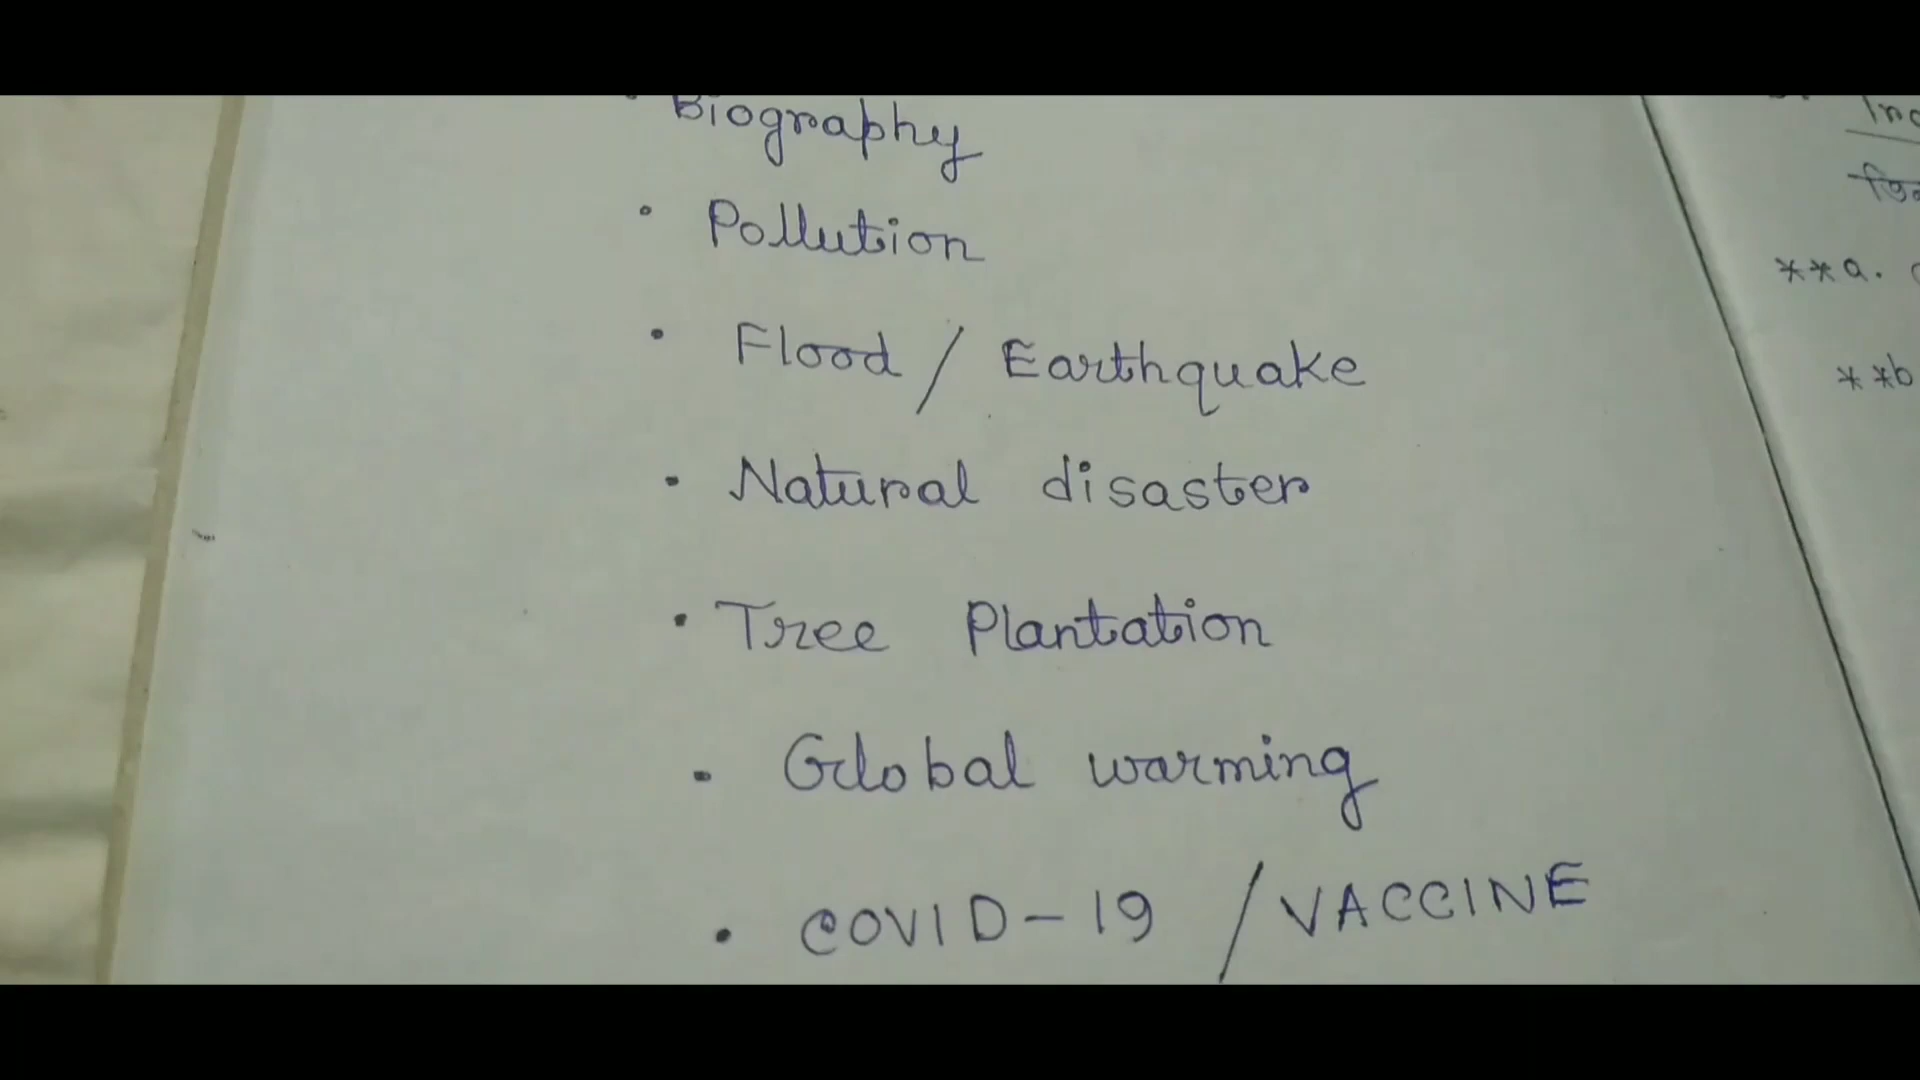 • Biography
• Pollution
• Flood / Earthquake
• Natural disaster
• Tree Plantation
• Global warming
• COVID-19 / VACCINE
**a.
**b